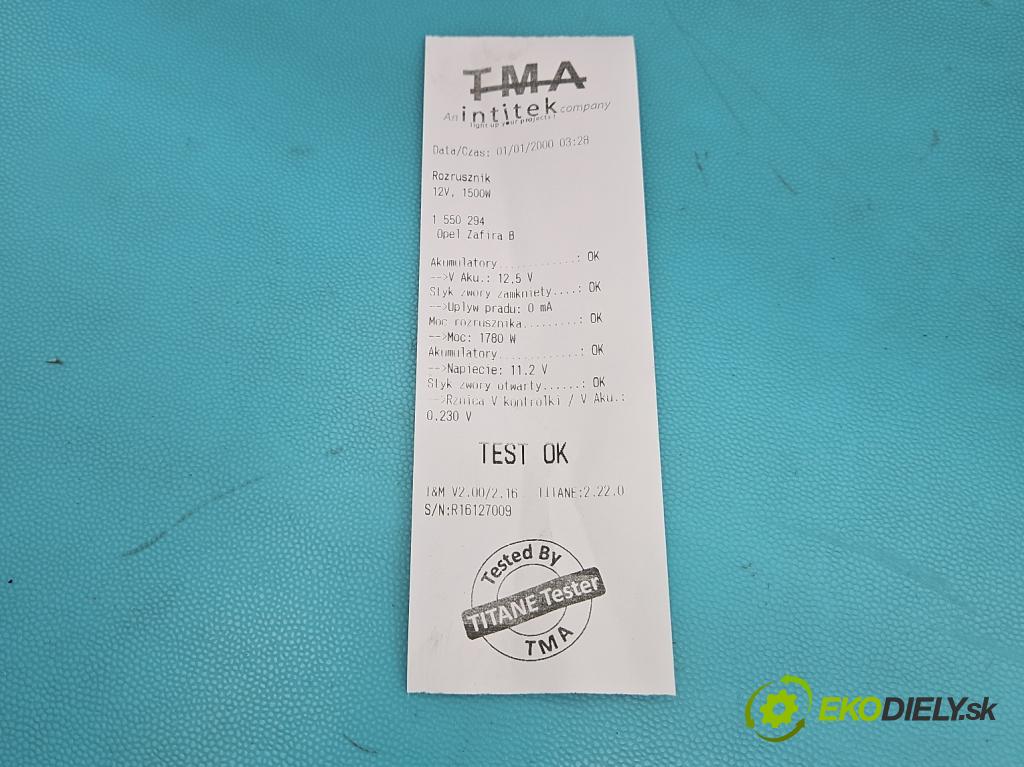 TMA
An intitek company
light up your projects!
Data/Czas: 01/01/2000 03:28
Rozrusznik
12V, 1500W
1 550 294
Opel Zafira B
Akumulatory.............: OK
-->V Aku.: 12.5 V
Styk zwory zamkniety....: OK
-->Uplyw pradu: 0 mA
Moc rozrusznika.........: OK
-->Moc: 1780 W
Akumulatory.............: OK
-->Napiecie: 11.2 V
Styk zwory otwarty......: OK
-->Rznica V kontrolki / V Aku.:
0.230 V
TEST OK
I&M V2.00/2.16 TITANE:2.22.0
S/N:R16127009
Tested By
TITANE Tester
TMA
EKODIELY.sk